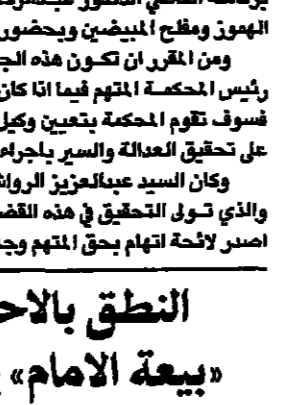 الهموز ومفلح المبيضين ويحضور
ومن المقرر ان تكون هذه الج
رئيس المحكمة المتهم فيما اذا كان
فسوف تقوم المحكمة بتعيين وكيل
على تحقيق العدالة والسير باجراء
وكان السيد عبدالعزيز الرواش
والذي تولى التحقيق في هذه القض
اصدر لائحة اتهام بحق المتهم وجا
النطق بالاح
«بيعة الامام»